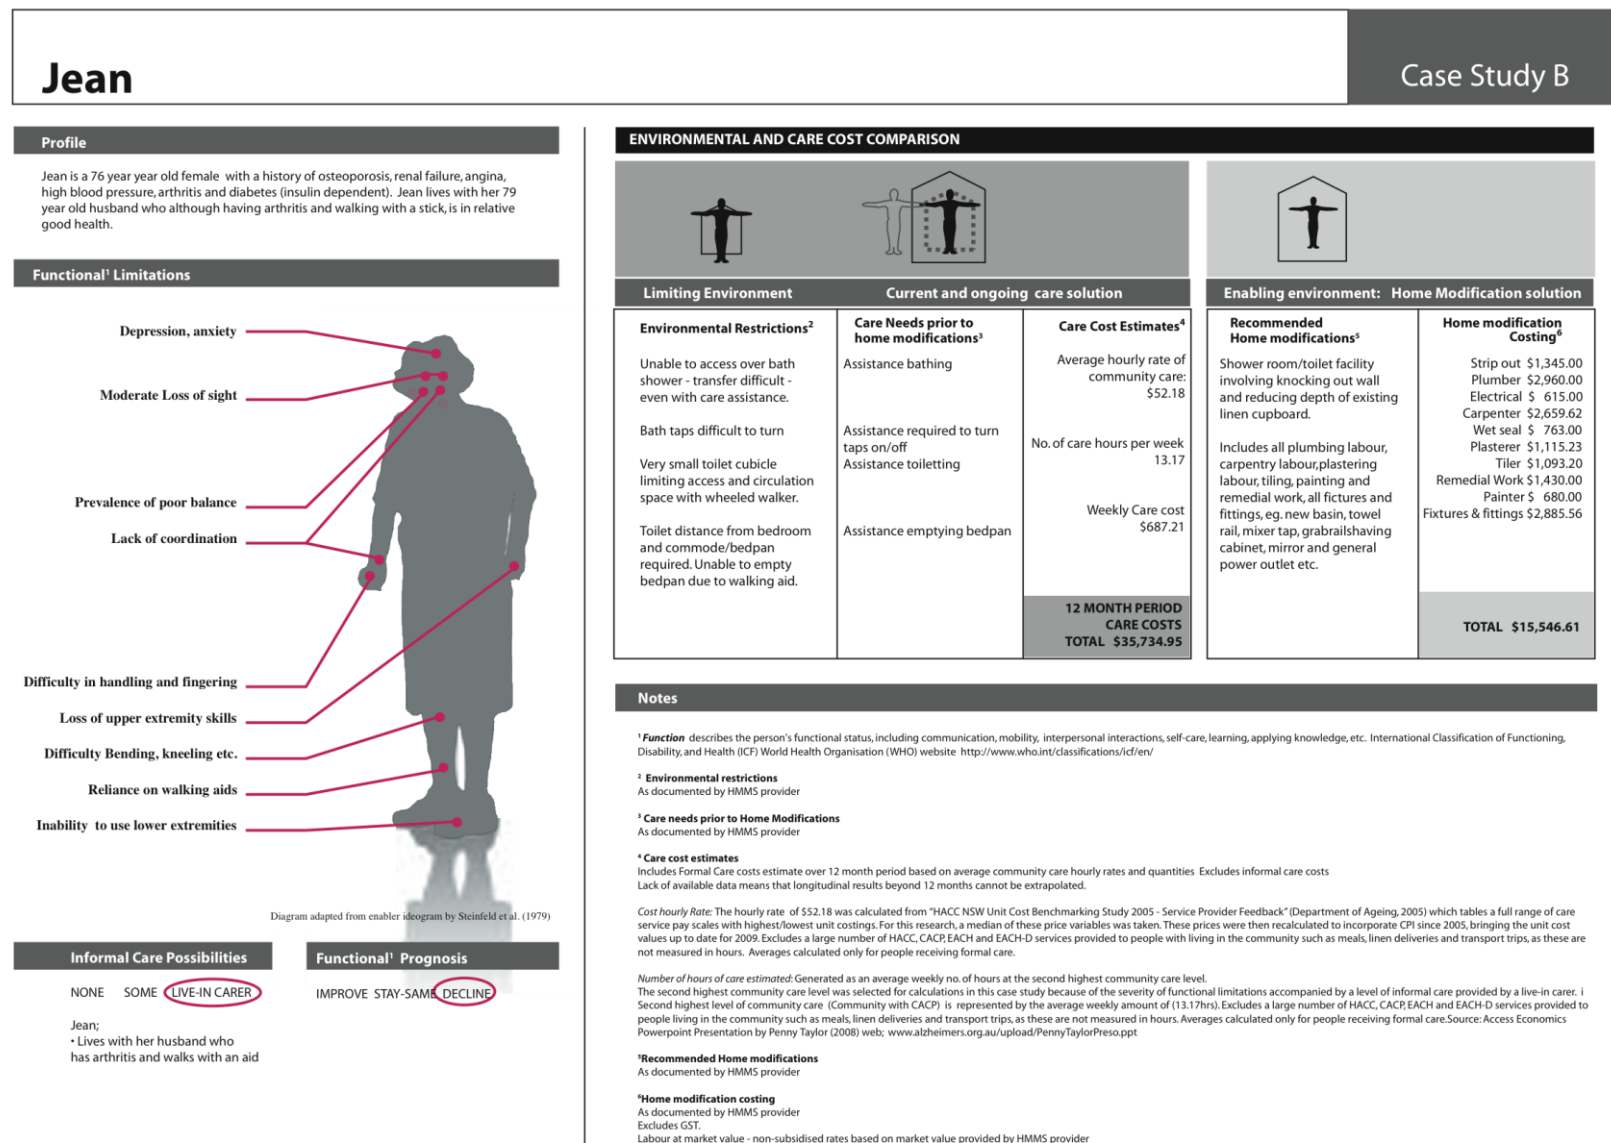 Jean
Case Study B
Profile
Jean is a 76 year year old female with a history of osteoporosis, renal failure, angina,
high blood pressure, arthritis and diabetes (insulin dependent). Jean lives with her 79
year old husband who although having arthritis and walking with a stick, is in relative
good health.
Functional¹ Limitations
Depression, anxiety
Moderate Loss of sight
Prevalence of poor balance
Lack of coordination
Difficulty in handling and fingering
Loss of upper extremity skills
Difficulty Bending, kneeling etc.
Reliance on walking aids
Inability to use lower extremities
Diagram adapted from enabler ideogram by Steinfeld et al. (1979)
Informal Care Possibilities
NONE SOME LIVE-IN CARER
Jean;
• Lives with her husband who
has arthritis and walks with an aid
Functional¹ Prognosis
IMPROVE STAY-SAME DECLINE
ENVIRONMENTAL AND CARE COST COMPARISON
Limiting Environment
Current and ongoing care solution
Environmental Restrictions²
Unable to access over bath
shower - transfer difficult -
even with care assistance.
Bath taps difficult to turn
Very small toilet cubicle
limiting access and circulation
space with wheeled walker.
Toilet distance from bedroom
and commode/bedpan
required. Unable to empty
bedpan due to walking aid.
Care Needs prior to
home modifications³
Assistance bathing
Assistance required to turn
taps on/off
Assistance toiletting
Assistance emptying bedpan
Care Cost Estimates⁴
Average hourly rate of
community care:
$52.18
No. of care hours per week
13.17
Weekly Care cost
$687.21
12 MONTH PERIOD
CARE COSTS
TOTAL $35,734.95
Enabling environment: Home Modification solution
Recommended
Home modifications⁵
Shower room/toilet facility
involving knocking out wall
and reducing depth of existing
linen cupboard.
Includes all plumbing labour,
carpentry labour,plastering
labour, tiling, painting and
remedial work, all fictures and
fittings, eg. new basin, towel
rail, mixer tap, grabrailshaving
cabinet, mirror and general
power outlet etc.
Home modification
Costing⁶
Strip out $1,345.00
Plumber $2,960.00
Electrical $ 615.00
Carpenter $2,659.62
Wet seal $ 763.00
Plasterer $1,115.23
Tiler $1,093.20
Remedial Work $1,430.00
Painter $ 680.00
Fixtures & fittings $2,885.56
TOTAL $15,546.61
Notes
¹ Function describes the person's functional status, including communication, mobility, interpersonal interactions, self-care, learning, applying knowledge, etc. International Classification of Functioning,
Disability, and Health (ICF) World Health Organisation (WHO) website http://www.who.int/classifications/icf/en/
² Environmental restrictions
As documented by HMMS provider
³ Care needs prior to Home Modifications
As documented by HMMS provider
⁴ Care cost estimates
Includes Formal Care costs estimate over 12 month period based on average community care hourly rates and quantities Excludes informal care costs
Lack of available data means that longitudinal results beyond 12 months cannot be extrapolated.
Cost hourly Rate: The hourly rate of $52.18 was calculated from "HACC NSW Unit Cost Benchmarking Study 2005 - Service Provider Feedback" (Department of Ageing, 2005) which tables a full range of care
service pay scales with highest/lowest unit costings. For this research, a median of these price variables was taken. These prices were then recalculated to incorporate CPI since 2005, bringing the unit cost
values up to date for 2009. Excludes a large number of HACC, CACP, EACH and EACH-D services provided to people with living in the community such as meals, linen deliveries and transport trips, as these are
not measured in hours. Averages calculated only for people receiving formal care.
Number of hours of care estimated: Generated as an average weekly no. of hours at the second highest community care level.
The second highest community care level was selected for calculations in this case study because of the severity of functional limitations accompanied by a level of informal care provided by a live-in carer. i
Second highest level of community care (Community with CACP) is represented by the average weekly amount of (13.17hrs). Excludes a large number of HACC, CACP, EACH and EACH-D services provided to
people living in the community such as meals, linen deliveries and transport trips, as these are not measured in hours. Averages calculated only for people receiving formal care.Source: Access Economics
Powerpoint Presentation by Penny Taylor (2008) web; www.alzheimers.org.au/upload/PennyTaylorPreso.ppt
⁵Recommended Home modifications
As documented by HMMS provider
⁶Home modification costing
As documented by HMMS provider
Excludes GST.
Labour at market value - non-subsidised rates based on market value provided by HMMS provider